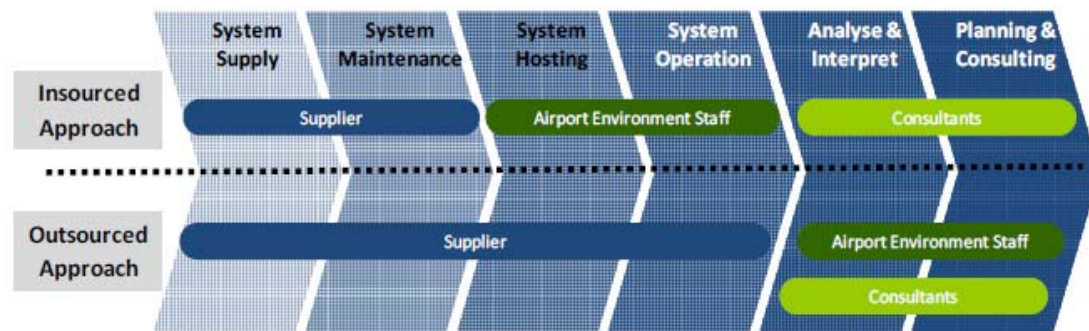 System
Supply
System
Maintenance
System
Hosting
System
Operation
Analyse &
Interpret
Planning &
Consulting
Insourced
Approach
Supplier
Airport Environment Staff
Consultants
Outsourced
Approach
Supplier
Airport Environment Staff
Consultants